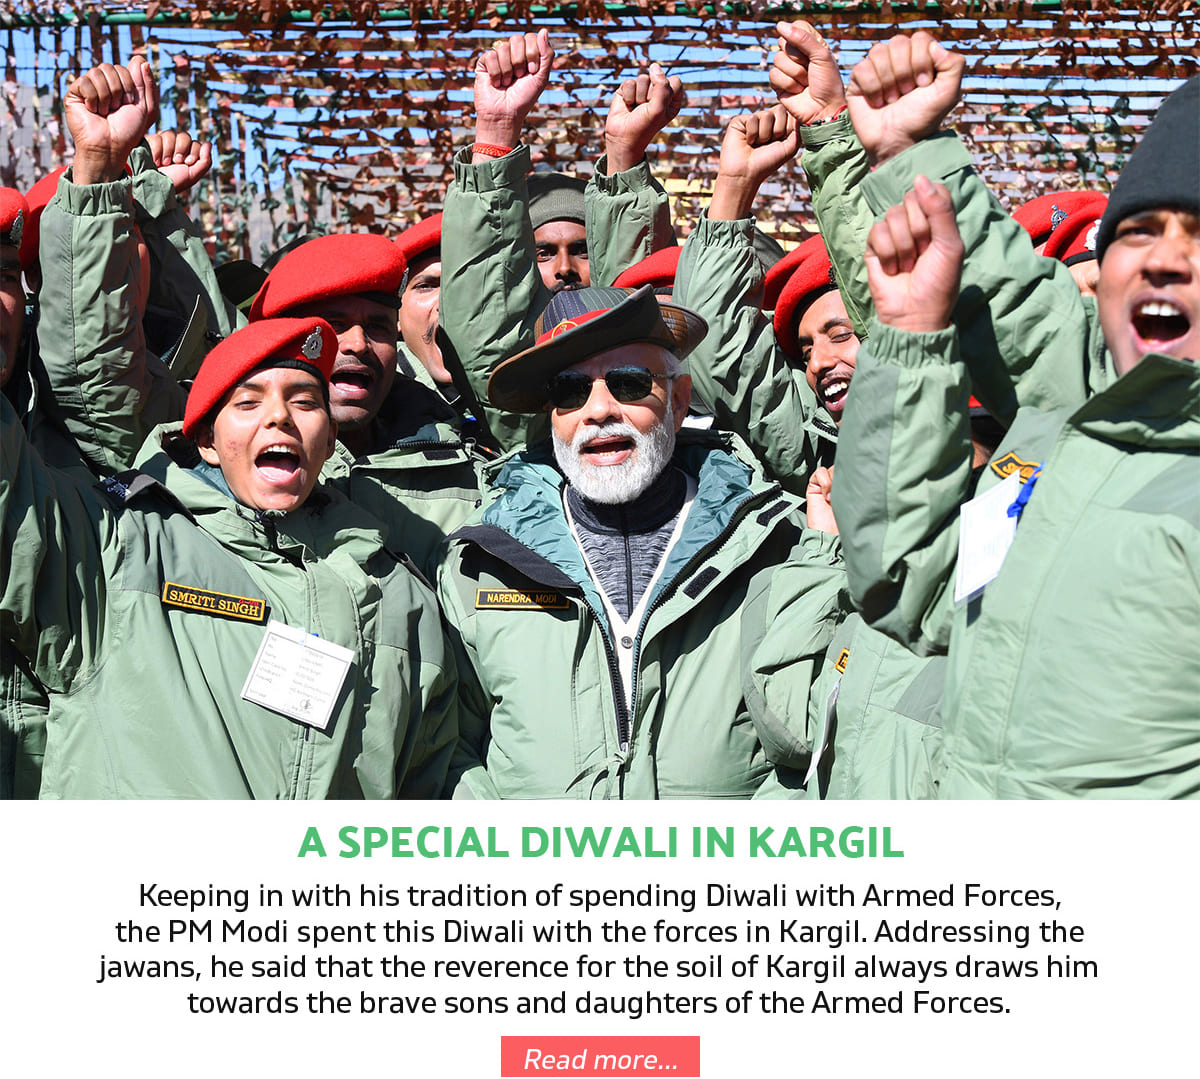 SMRITI SINGH
NARENDRA MODI
A SPECIAL DIWALI IN KARGIL
Keeping in with his tradition of spending Diwali with Armed Forces,
the PM Modi spent this Diwali with the forces in Kargil. Addressing the
jawans, he said that the reverence for the soil of Kargil always draws him
towards the brave sons and daughters of the Armed Forces.
Read more...